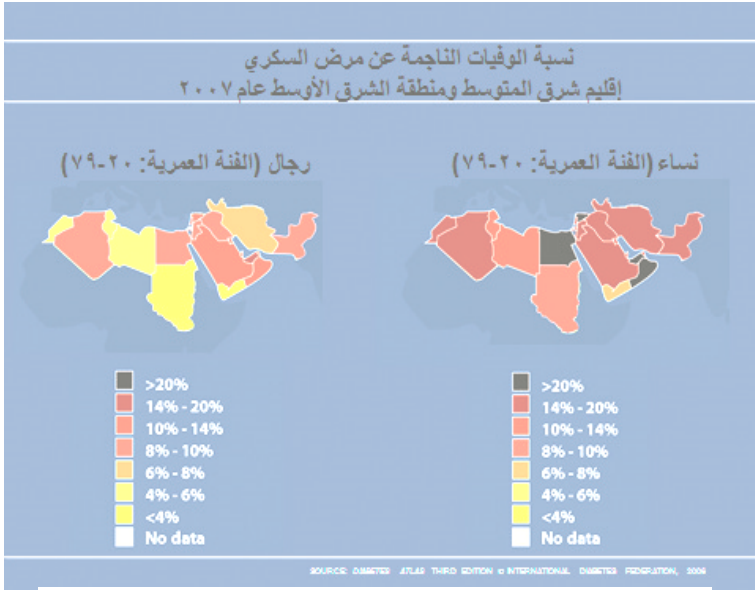 نسبة الوفيات الناجمة عن مرض السكري
إقليم شرق المتوسط ومنطقة الشرق الأوسط عام ٢٠٠٧
نساء (الفئة العمرية: ٢٠-٧٩)
رجال (الفئة العمرية: ٢٠-٧٩)
>20%
14% - 20%
10% - 14%
8% - 10%
6% - 8%
4% - 6%
<4%
No data
>20%
14% - 20%
10% - 14%
8% - 10%
6% - 8%
4% - 6%
<4%
No data
SOURCE: DIABETES ATLAS THIRD EDITION © INTERNATIONAL DIABETES FEDERATION, 2006